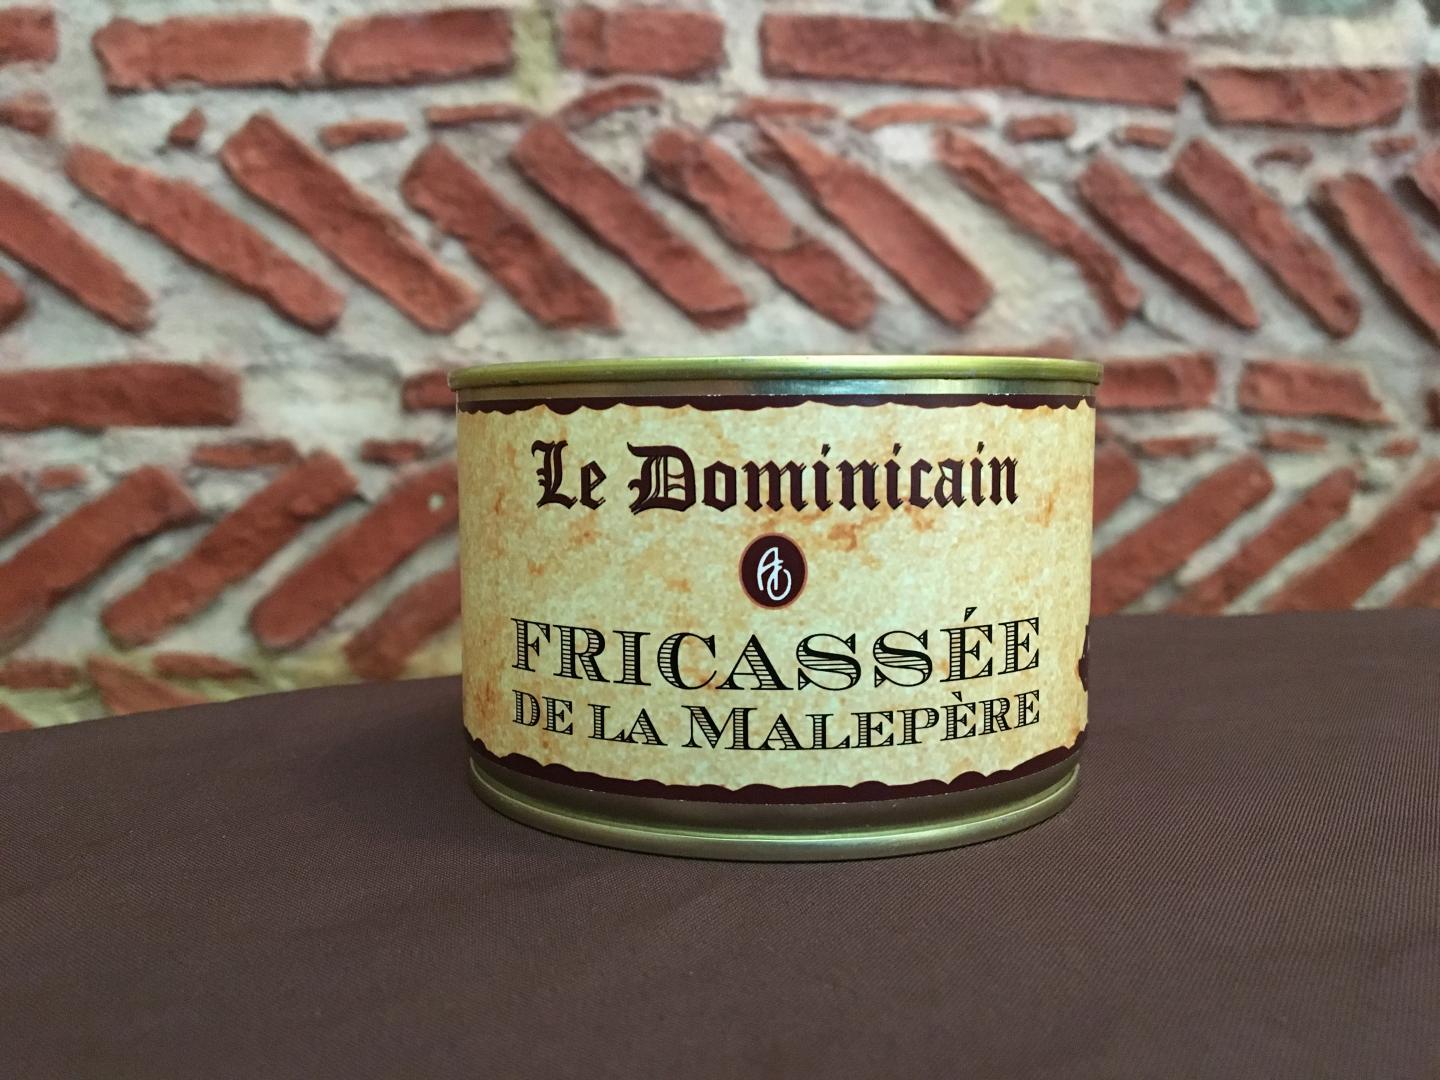 Le Dominicain
FRICASSÉE
DE LA MALEPÈRE